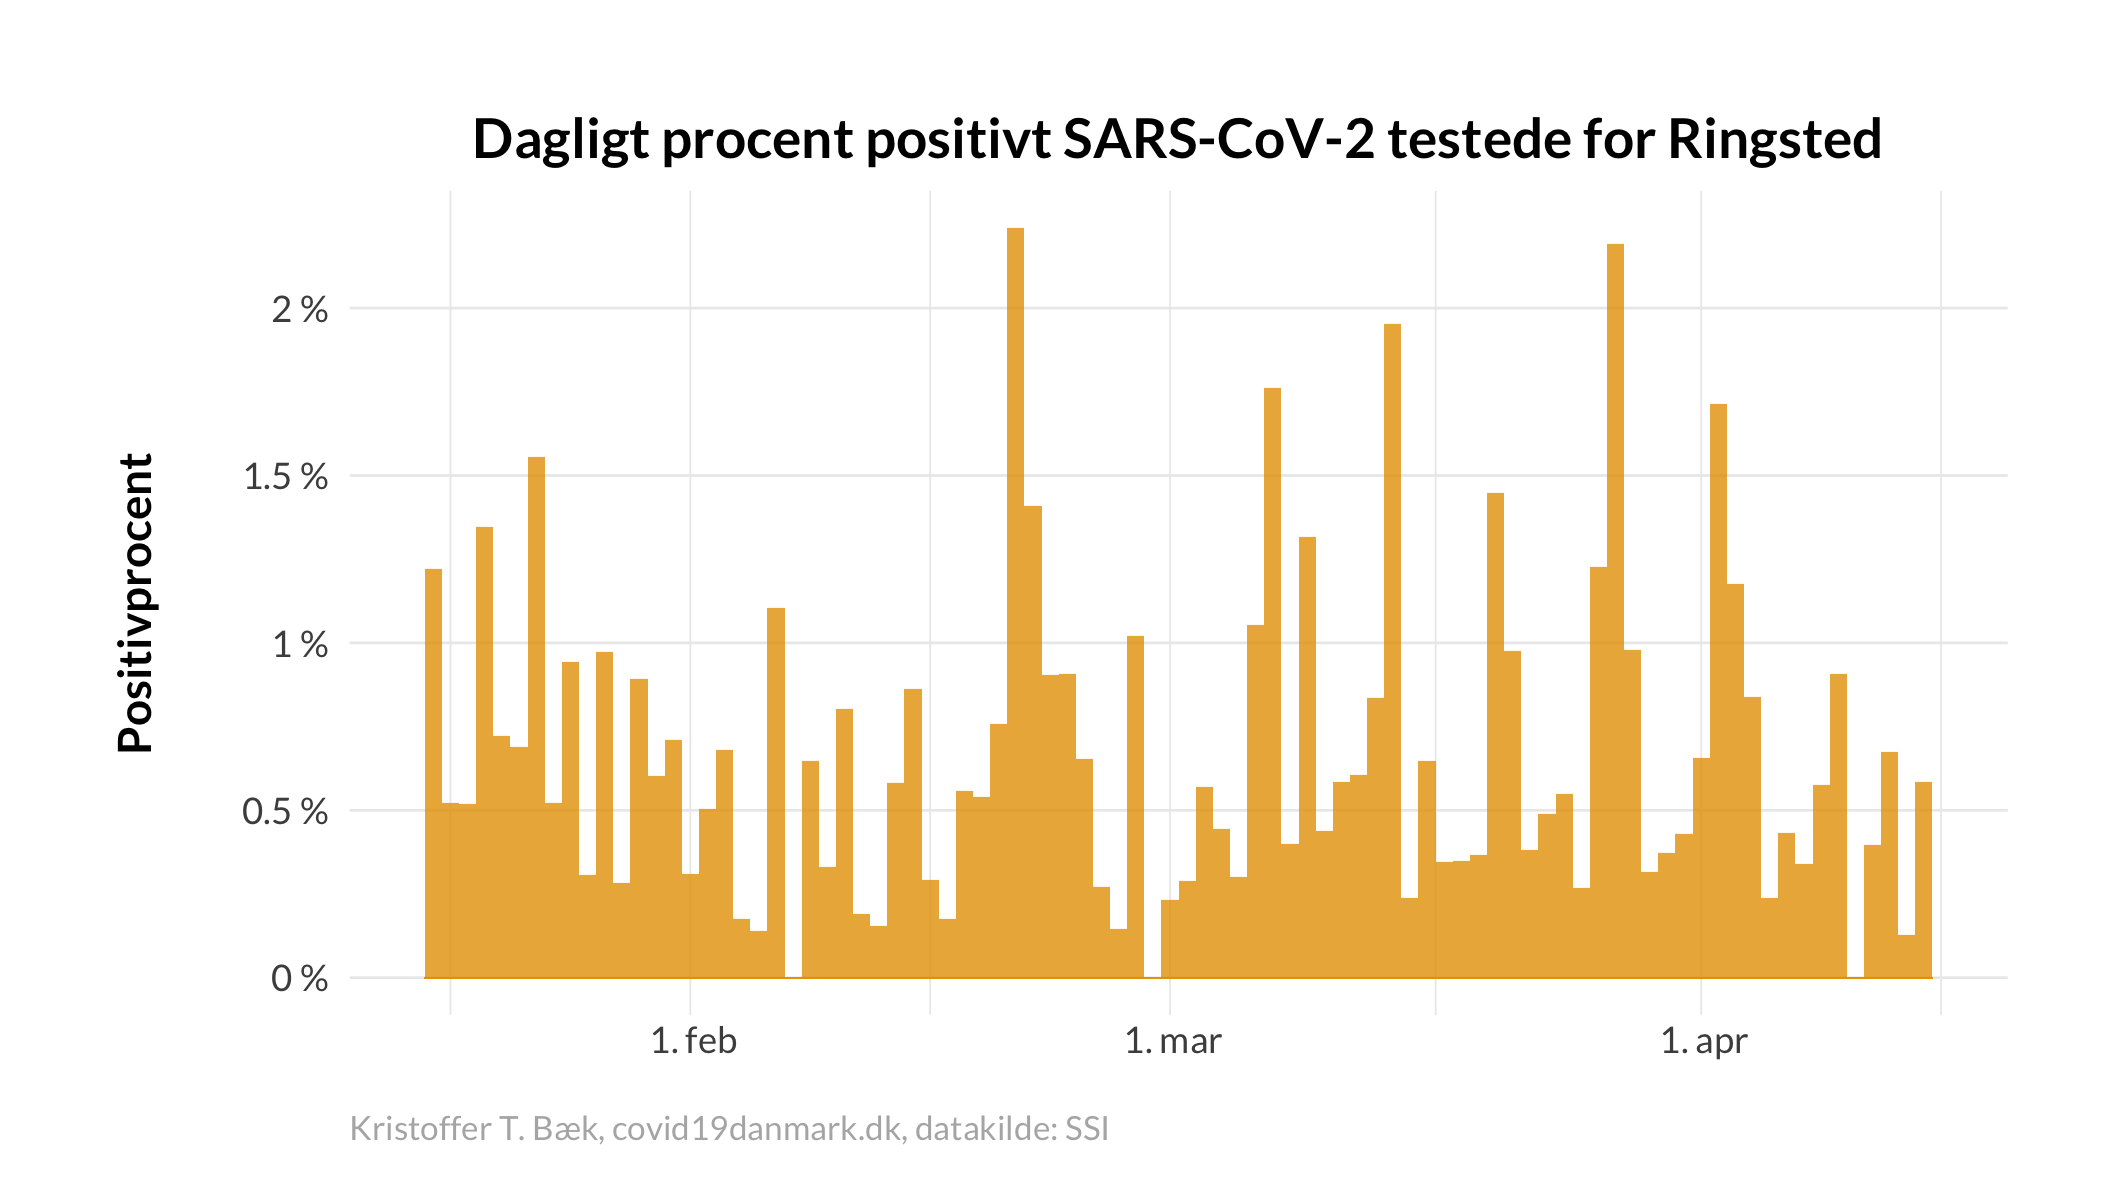 Dagligt procent positivt SARS-CoV-2 testede for Ringsted
Positivprocent
2 %
1.5 %
1 %
0.5 %
0 %
1. feb
1. mar
1. apr
Kristoffer T. Bæk, covid19danmark.dk, datakilde: SSI